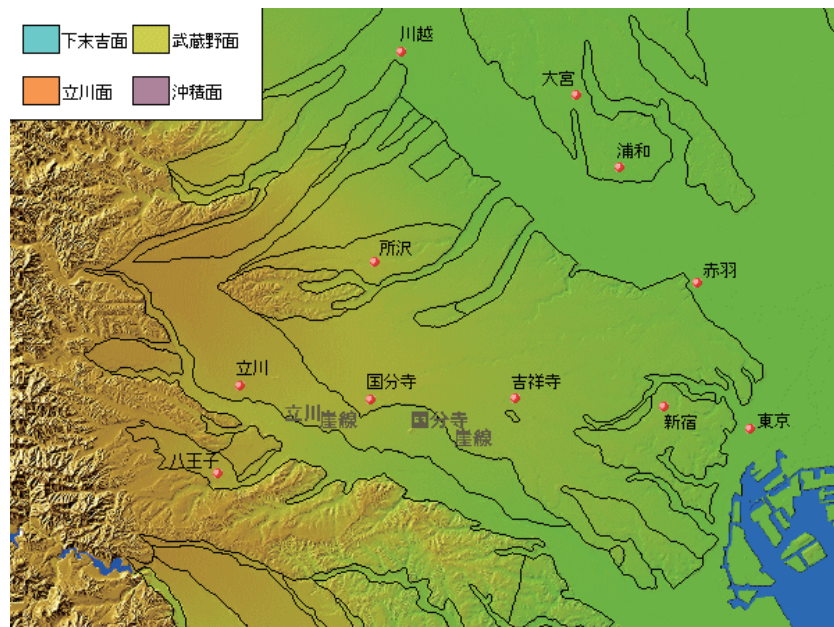 下末吉面
武蔵野面
立川面
沖積面
川越
大宮
浦和
所沢
赤羽
立川
国分寺
吉祥寺
新宿
東京
立川崖線
国分寺
崖線
八王子